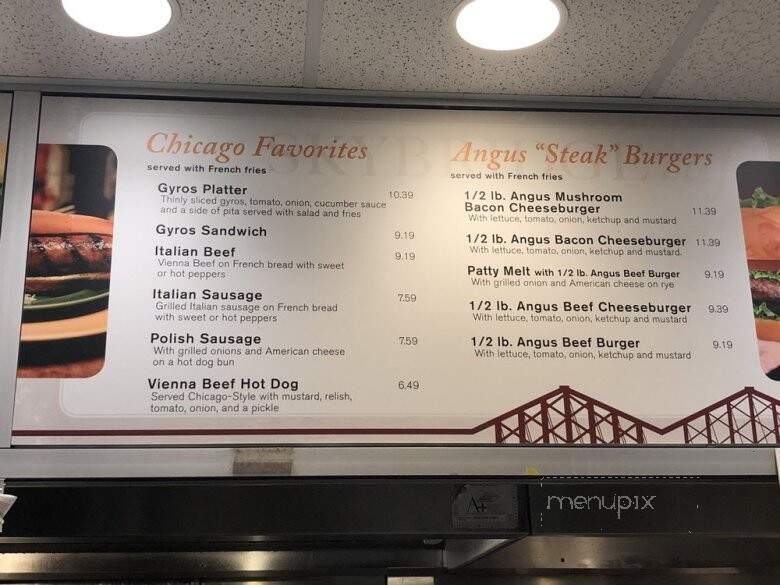 Chicago Favorites
served with French fries
Gyros Platter 10.39
Thinly sliced gyros, tomato, onion, cucumber sauce
and a side of pita served with salad and fries
Gyros Sandwich 9.19
Italian Beef 9.19
Vienna Beef on French bread with sweet
or hot peppers
Italian Sausage 7.59
Grilled Italian sausage on French bread
with sweet or hot peppers
Polish Sausage 7.59
With grilled onions and American cheese
on a hot dog bun
Vienna Beef Hot Dog 6.49
Served Chicago-Style with mustard, relish,
tomato, onion, and a pickle
Angus "Steak" Burgers
served with French fries
1/2 lb. Angus Mushroom
Bacon Cheeseburger 11.39
With lettuce, tomato, onion, ketchup and mustard
1/2 lb. Angus Bacon Cheeseburger 11.39
With lettuce, tomato, onion, ketchup and mustard.
Patty Melt with 1/2 lb. Angus Beef Burger 9.19
With grilled onion and American cheese on rye
1/2 lb. Angus Beef Cheeseburger 9.39
With lettuce, tomato, onion, ketchup and mustard
1/2 lb. Angus Beef Burger 9.19
With lettuce, tomato, onion, ketchup and mustard
A+
menupix